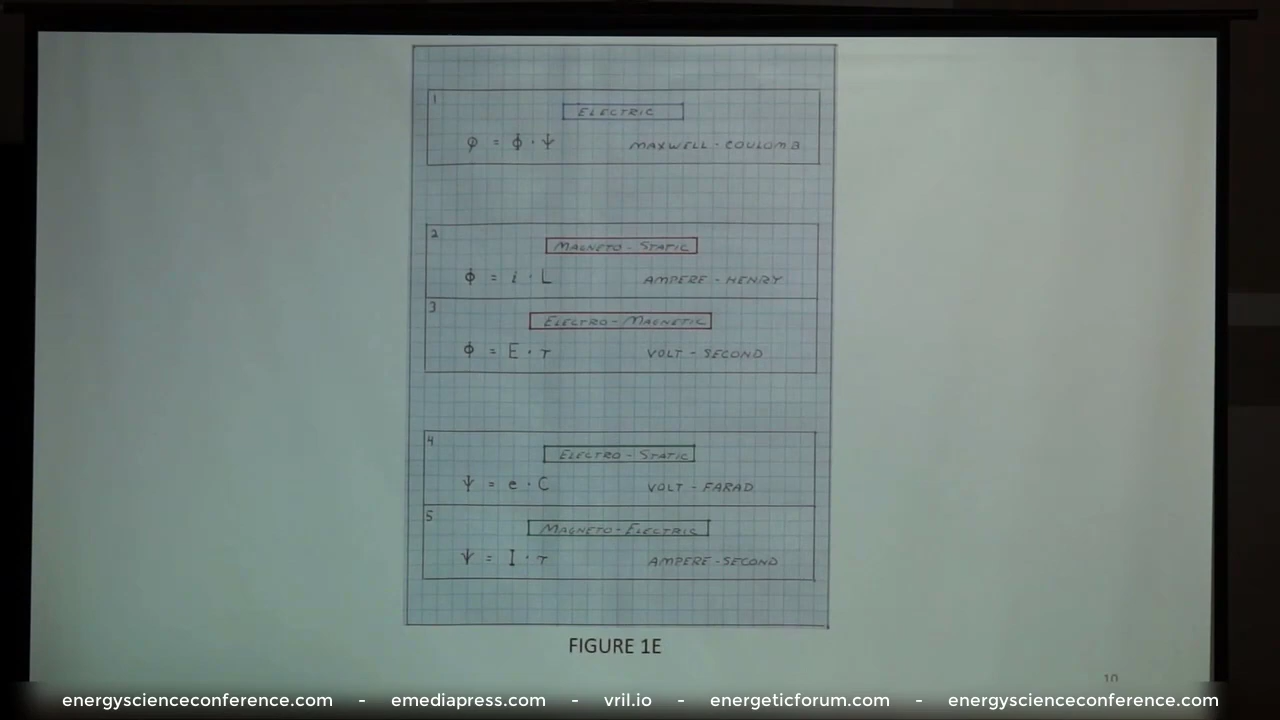 1
ELECTRIC
φ = ϕ · ψ MAXWELL - COULOMB
2
MAGNETO - STATIC
ϕ = i · L AMPERE - HENRY
3
ELECTRO - MAGNETIC
ϕ = E · τ VOLT - SECOND
4
ELECTRO - STATIC
ψ = e · C VOLT - FARAD
5
MAGNETO - ELECTRIC
ψ = I · τ AMPERE - SECOND
FIGURE 1E
10
energyscienceconference.com - emediapress.com - vril.io - energeticforum.com - energyscienceconference.com